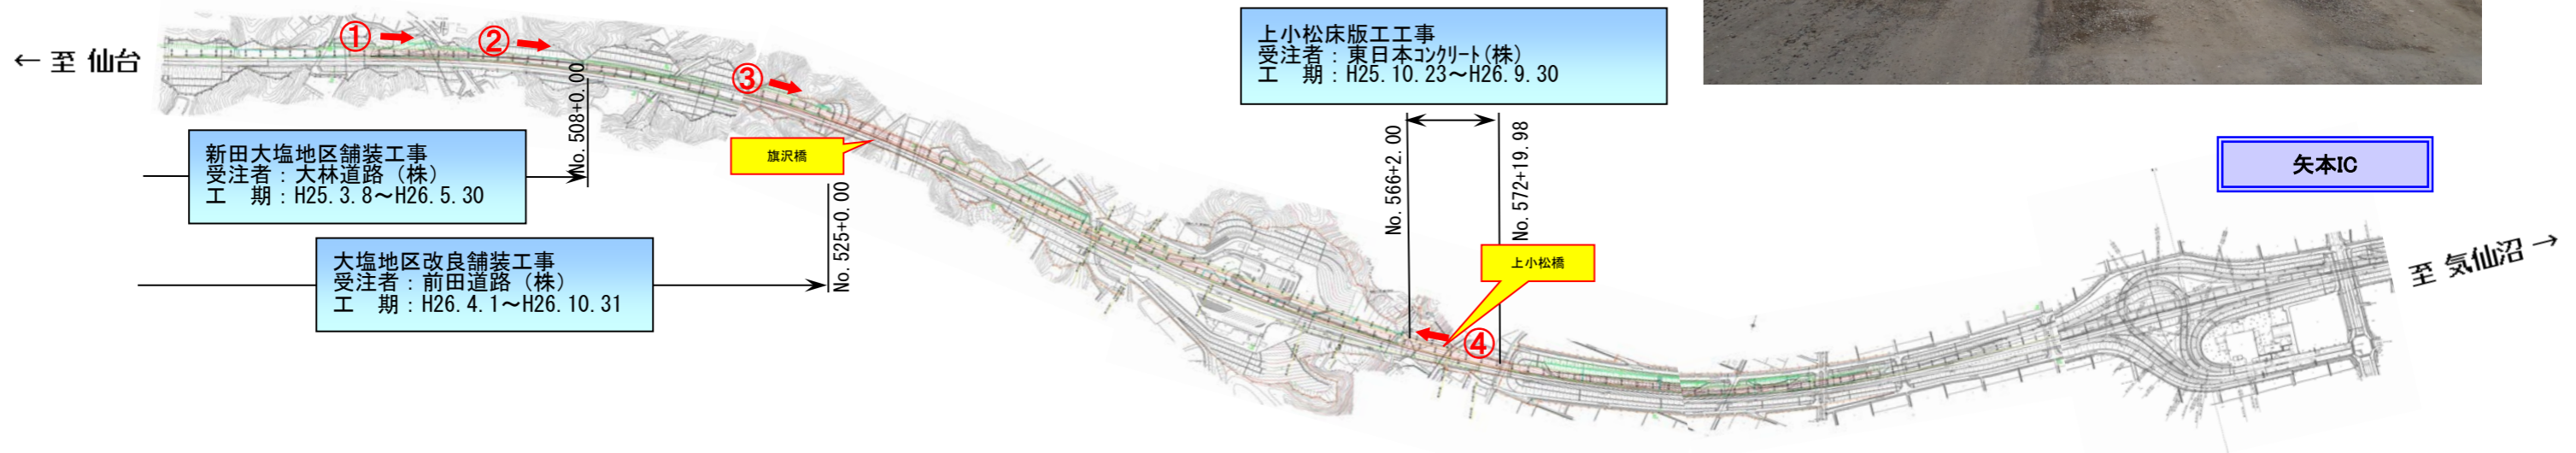 ← 至 仙台
①
②
③
No. 508+0.00
新田大塩地区舗装工事
受注者：大林道路（株）
工　期：H25.3.8～H26.5.30
旗沢橋
大塩地区改良舗装工事
受注者：前田道路（株）
工　期：H26.4.1～H26.10.31
No. 525+0.00
上小松床版工工事
受注者：東日本ｺﾝｸﾘｰﾄ(株)
工　期：H25.10.23～H26.9.30
No. 566+2.00
No. 572+19.98
上小松橋
④
矢本IC
至 気仙沼 →